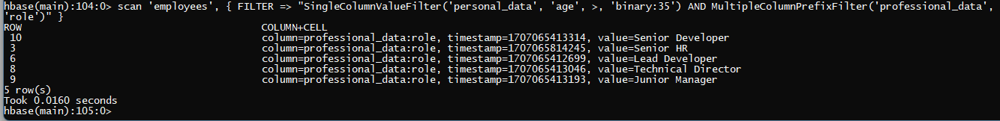 hbase(main):104:0> scan 'employees', { FILTER => "SingleColumnValueFilter('personal_data', 'age', >, 'binary:35') AND MultipleColumnPrefixFilter('professional_data',
'role')" }
ROW COLUMN+CELL
10 column=professional_data:role, timestamp=1707065413314, value=Senior Developer
3 column=professional_data:role, timestamp=1707065814245, value=Senior HR
6 column=professional_data:role, timestamp=1707065412699, value=Lead Developer
8 column=professional_data:role, timestamp=1707065413046, value=Technical Director
9 column=professional_data:role, timestamp=1707065413193, value=Junior Manager
5 row(s)
Took 0.0160 seconds
hbase(main):105:0>